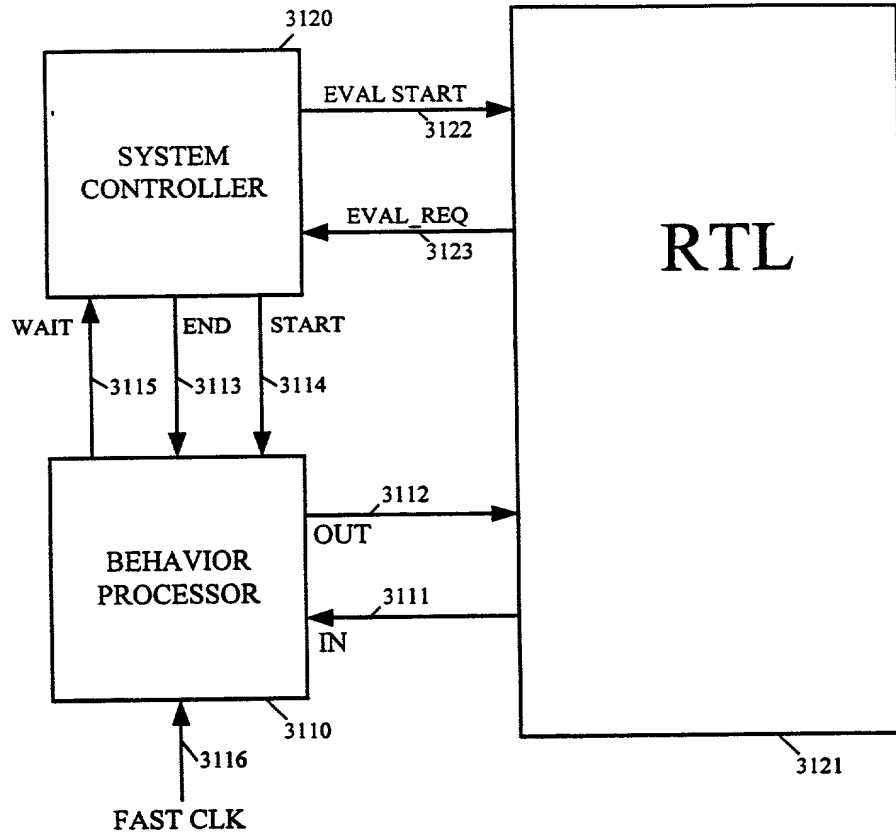 3120
EVAL START
3122
SYSTEM
CONTROLLER
EVAL_REQ
3123
RTL
WAIT
END
START
3115
3113
3114
3112
OUT
BEHAVIOR
PROCESSOR
3111
IN
3110
3116
3121
FAST CLK